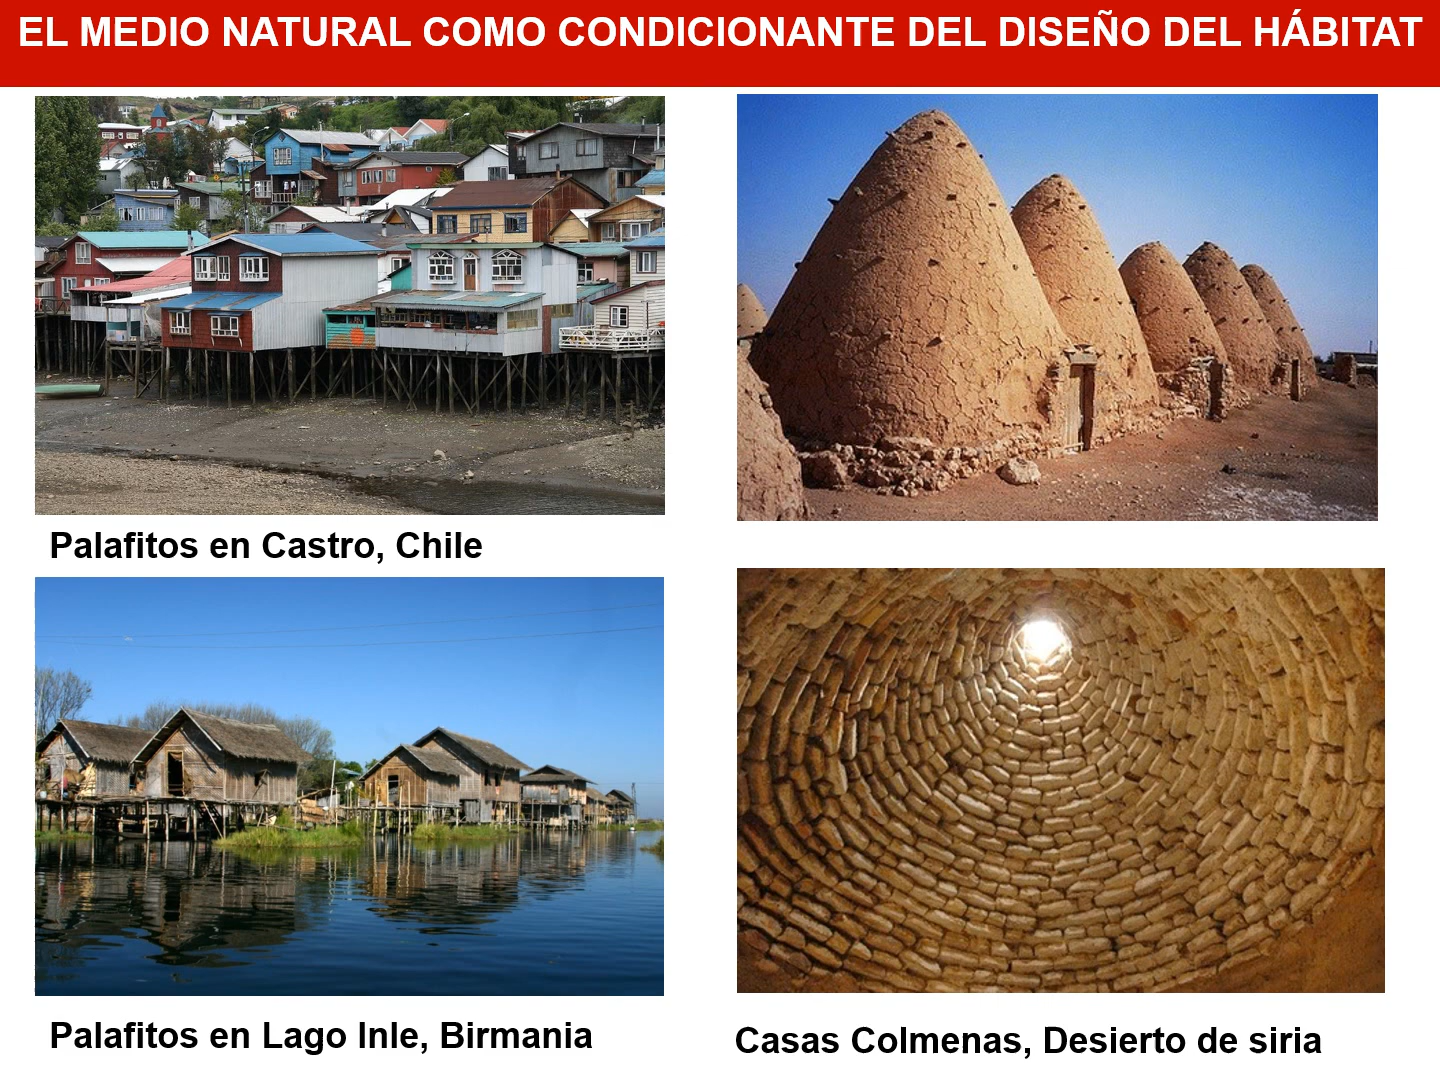 EL MEDIO NATURAL COMO CONDICIONANTE DEL DISEÑO DEL HÁBITAT
Palafitos en Castro, Chile
Palafitos en Lago Inle, Birmania
Casas Colmenas, Desierto de siria